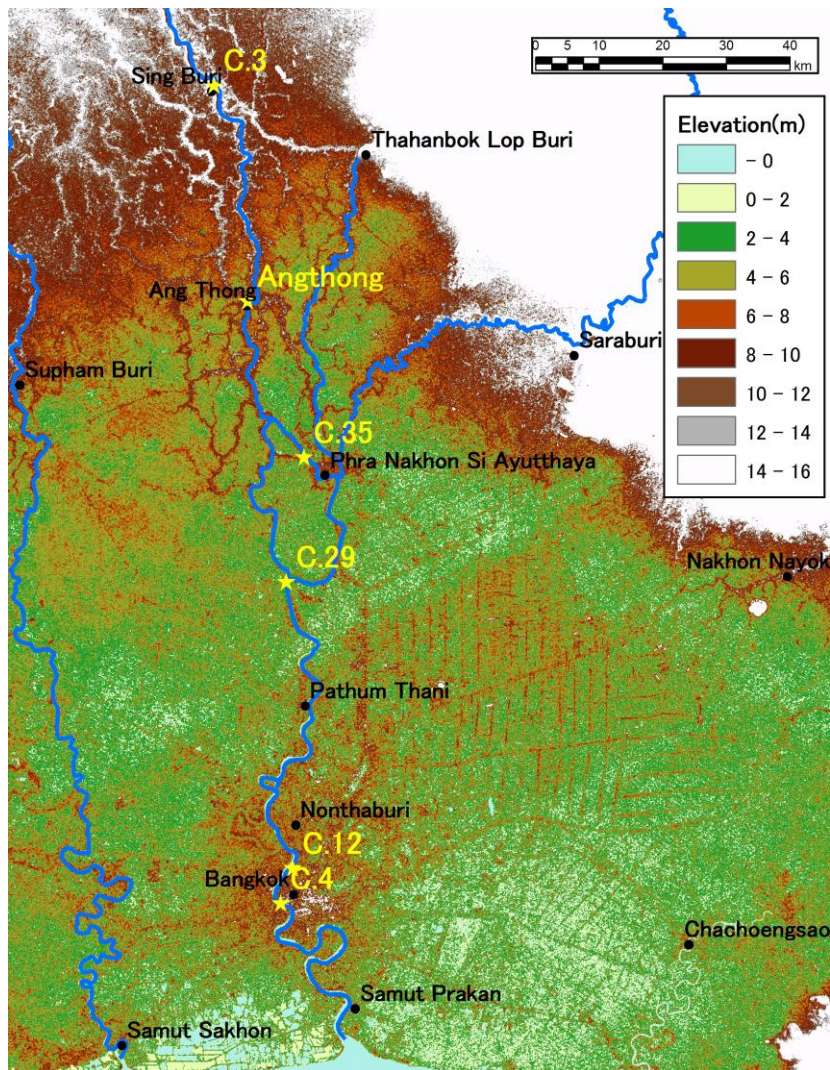 C.3
Sing Buri
0 5 10 20 30 40
km
Elevation(m)
- 0
0 - 2
2 - 4
4 - 6
6 - 8
8 - 10
10 - 12
12 - 14
14 - 16
Thahanbok Lop Buri
Angthong
Ang Thong
Saraburi
Supham Buri
C.35
Phra Nakhon Si Ayutthaya
C.29
Nakhon Nayok
Pathum Thani
Nonthaburi
C.12
Bangkok
C.4
Chachoengsao
Samut Prakan
Samut Sakhon